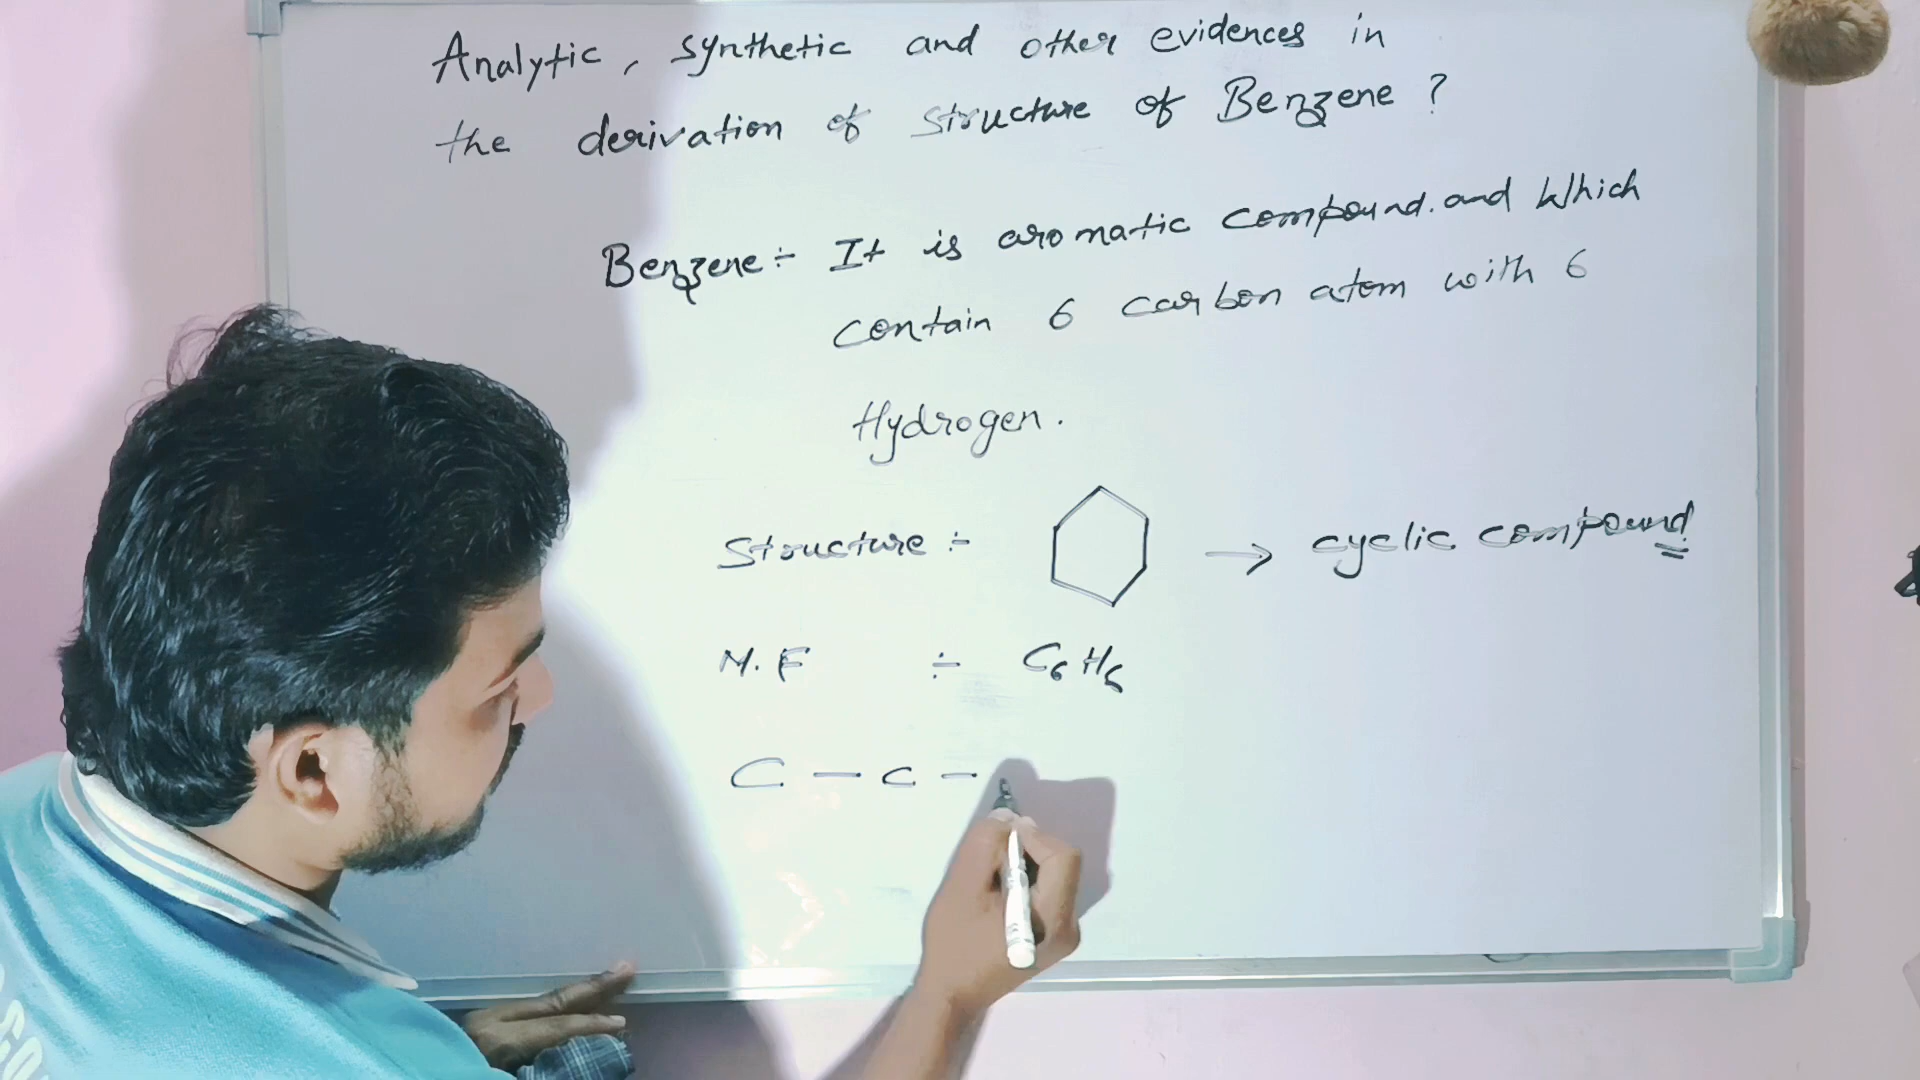 Analytic, synthetic and other evidences in
the derivation of structure of Benzene ?
Benzene ÷ It is aromatic compound. and Which
contain 6 carbon atom with 6
Hydrogen.
Structure ÷ → cyclic compound.
M.F ÷ C6H6
C – c –